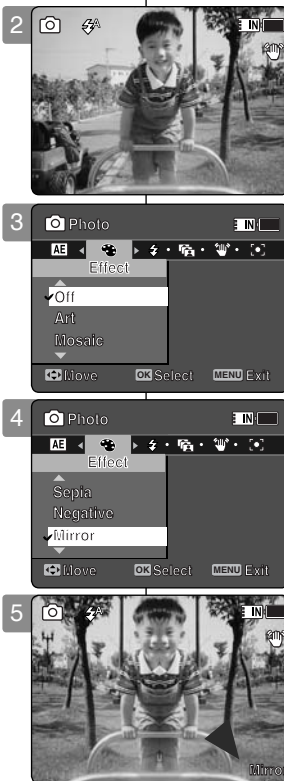 2
IN
3
Photo
IN
AE
Effect
Off
Art
Mosaic
Move OK Select MENU Exit
4
Photo
IN
AE
Effect
Sepia
Negative
Mirror
Move OK Select MENU Exit
5
IN
Mirror